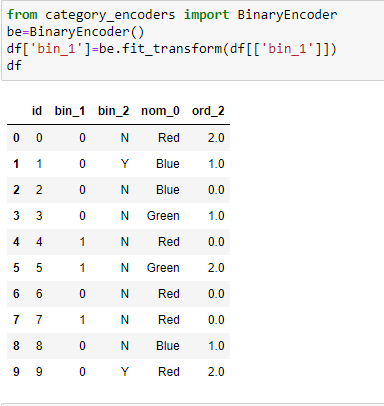 from category_encoders import BinaryEncoder
be=BinaryEncoder()
df['bin_1']=be.fit_transform(df[['bin_1']])
df
id bin_1 bin_2 nom_0 ord_2
0 0 0 N Red 2.0
1 1 0 Y Blue 1.0
2 2 0 N Blue 0.0
3 3 0 N Green 1.0
4 4 1 N Red 0.0
5 5 1 N Green 2.0
6 6 0 N Red 0.0
7 7 1 N Red 0.0
8 8 0 N Blue 1.0
9 9 0 Y Red 2.0